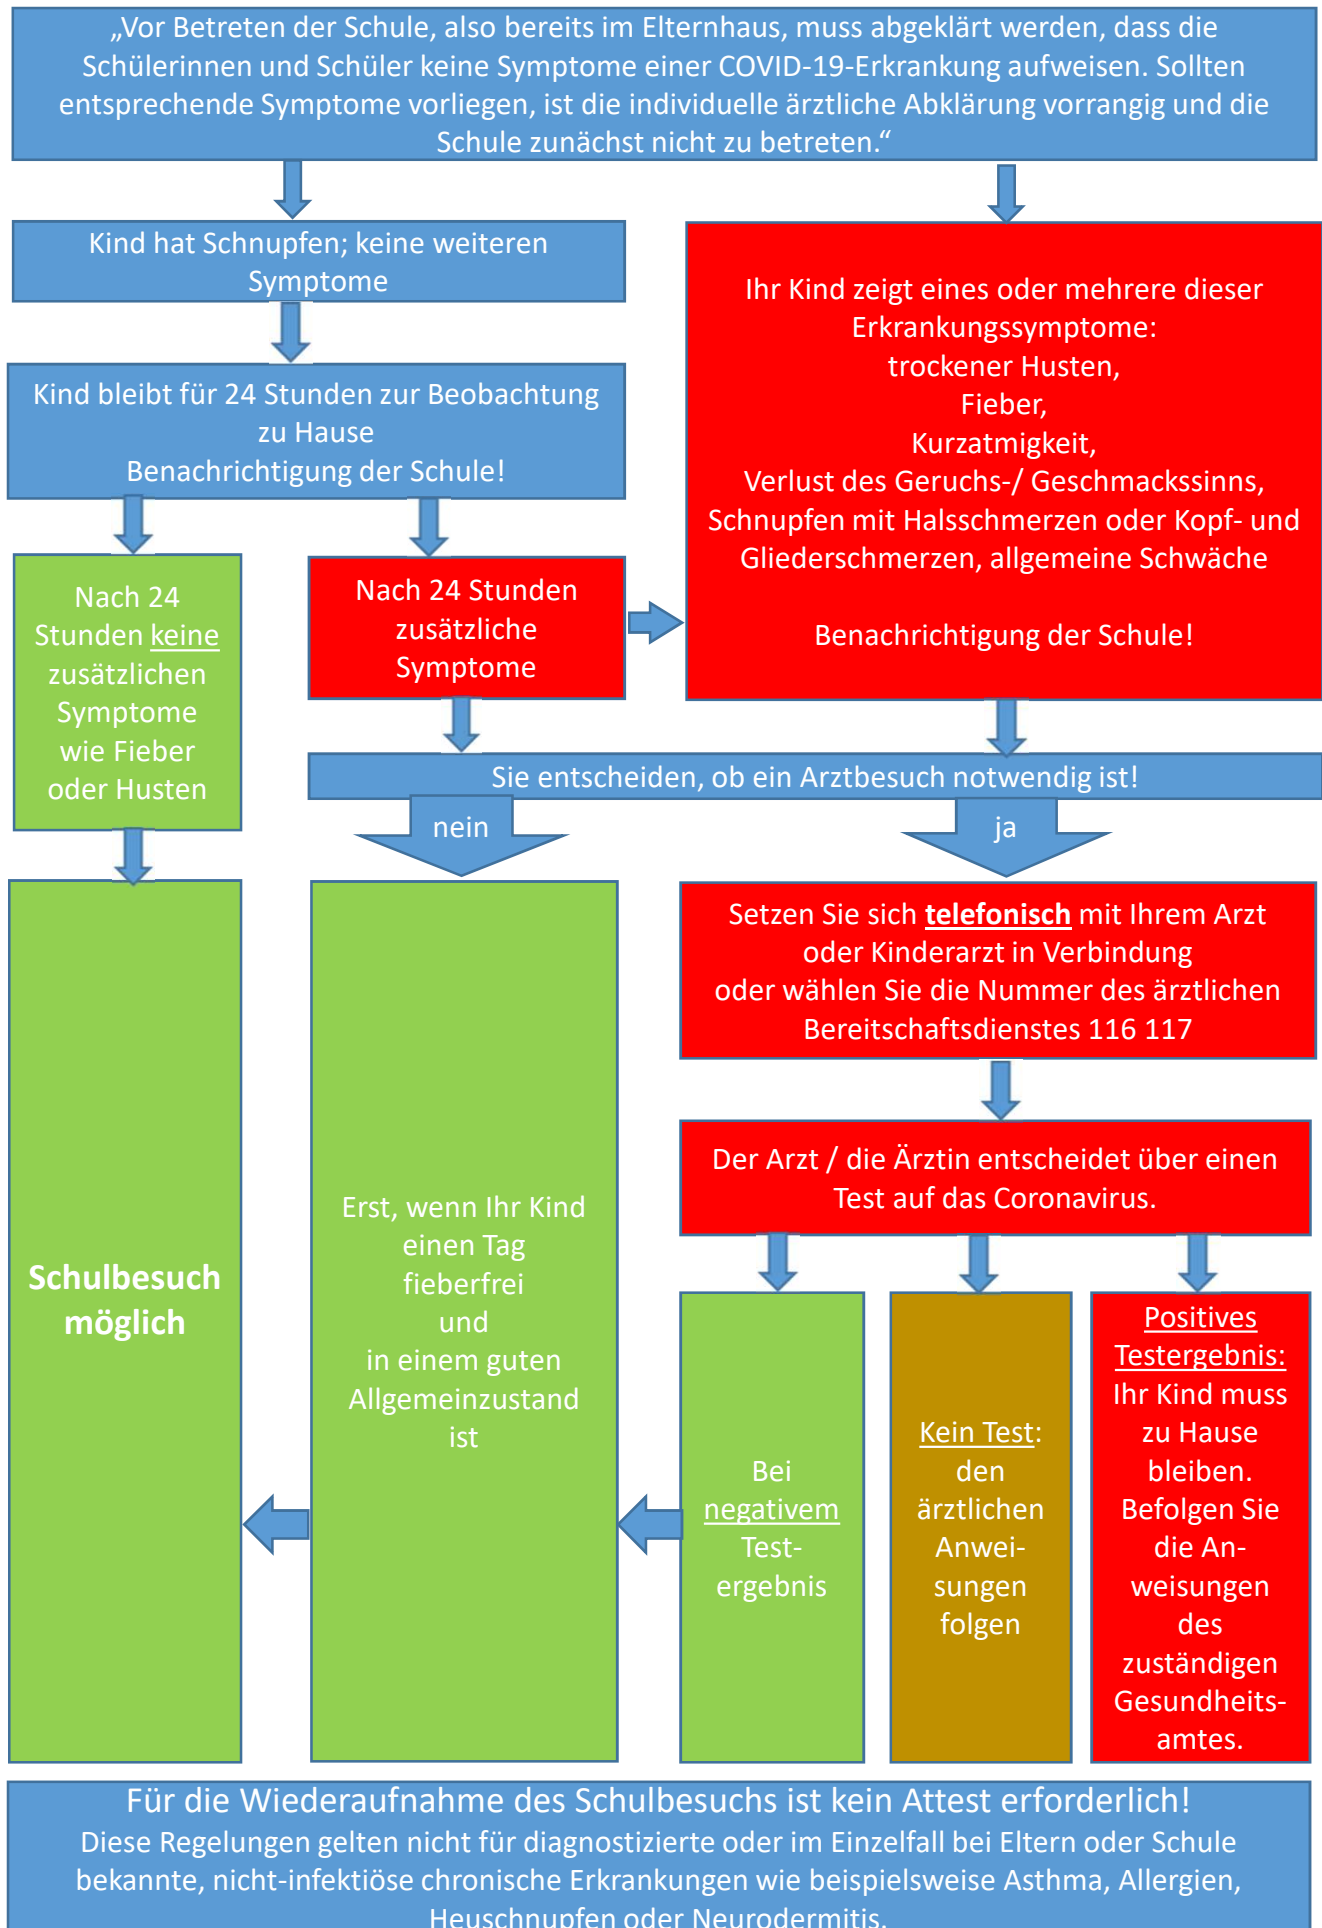 „Vor Betreten der Schule, also bereits im Elternhaus, muss abgeklärt werden, dass die
Schülerinnen und Schüler keine Symptome einer COVID-19-Erkrankung aufweisen. Sollten
entsprechende Symptome vorliegen, ist die individuelle ärztliche Abklärung vorrangig und die
Schule zunächst nicht zu betreten.“
Kind hat Schnupfen; keine weiteren
Symptome
Kind bleibt für 24 Stunden zur Beobachtung
zu Hause
Benachrichtigung der Schule!
Ihr Kind zeigt eines oder mehrere dieser
Erkrankungssymptome:
trockener Husten,
Fieber,
Kurzatmigkeit,
Verlust des Geruchs-/ Geschmackssinns,
Schnupfen mit Halsschmerzen oder Kopf- und
Gliederschmerzen, allgemeine Schwäche
Benachrichtigung der Schule!
Nach 24
Stunden keine
zusätzlichen
Symptome
wie Fieber
oder Husten
Nach 24 Stunden
zusätzliche
Symptome
Sie entscheiden, ob ein Arztbesuch notwendig ist!
nein
ja
Schulbesuch
möglich
Erst, wenn Ihr Kind
einen Tag
fieberfrei
und
in einem guten
Allgemeinzustand
ist
Setzen Sie sich telefonisch mit Ihrem Arzt
oder Kinderarzt in Verbindung
oder wählen Sie die Nummer des ärztlichen
Bereitschaftsdienstes 116 117
Der Arzt / die Ärztin entscheidet über einen
Test auf das Coronavirus.
Bei
negativem
Test-
ergebnis
Kein Test:
den
ärztlichen
Anwei-
sungen
folgen
Positives
Testergebnis:
Ihr Kind muss
zu Hause
bleiben.
Befolgen Sie
die An-
weisungen
des
zuständigen
Gesundheits-
amtes.
Für die Wiederaufnahme des Schulbesuchs ist kein Attest erforderlich!
Diese Regelungen gelten nicht für diagnostizierte oder im Einzelfall bei Eltern oder Schule
bekannte, nicht-infektiöse chronische Erkrankungen wie beispielsweise Asthma, Allergien,
Heuschnupfen oder Neurodermitis.